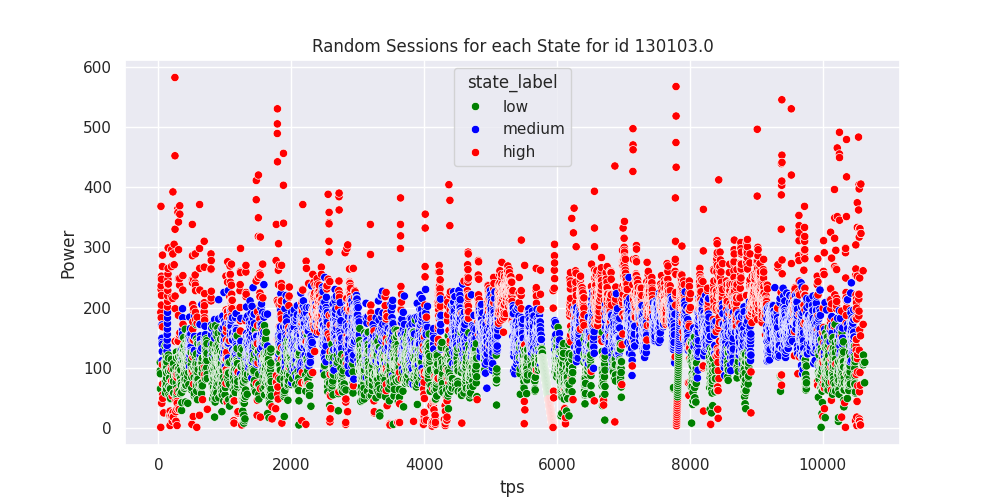 Random Sessions for each State for id 130103.0
state_label
low
medium
high
Power
600
500
400
300
200
100
0
0 2000 4000 6000 8000 10000
tps